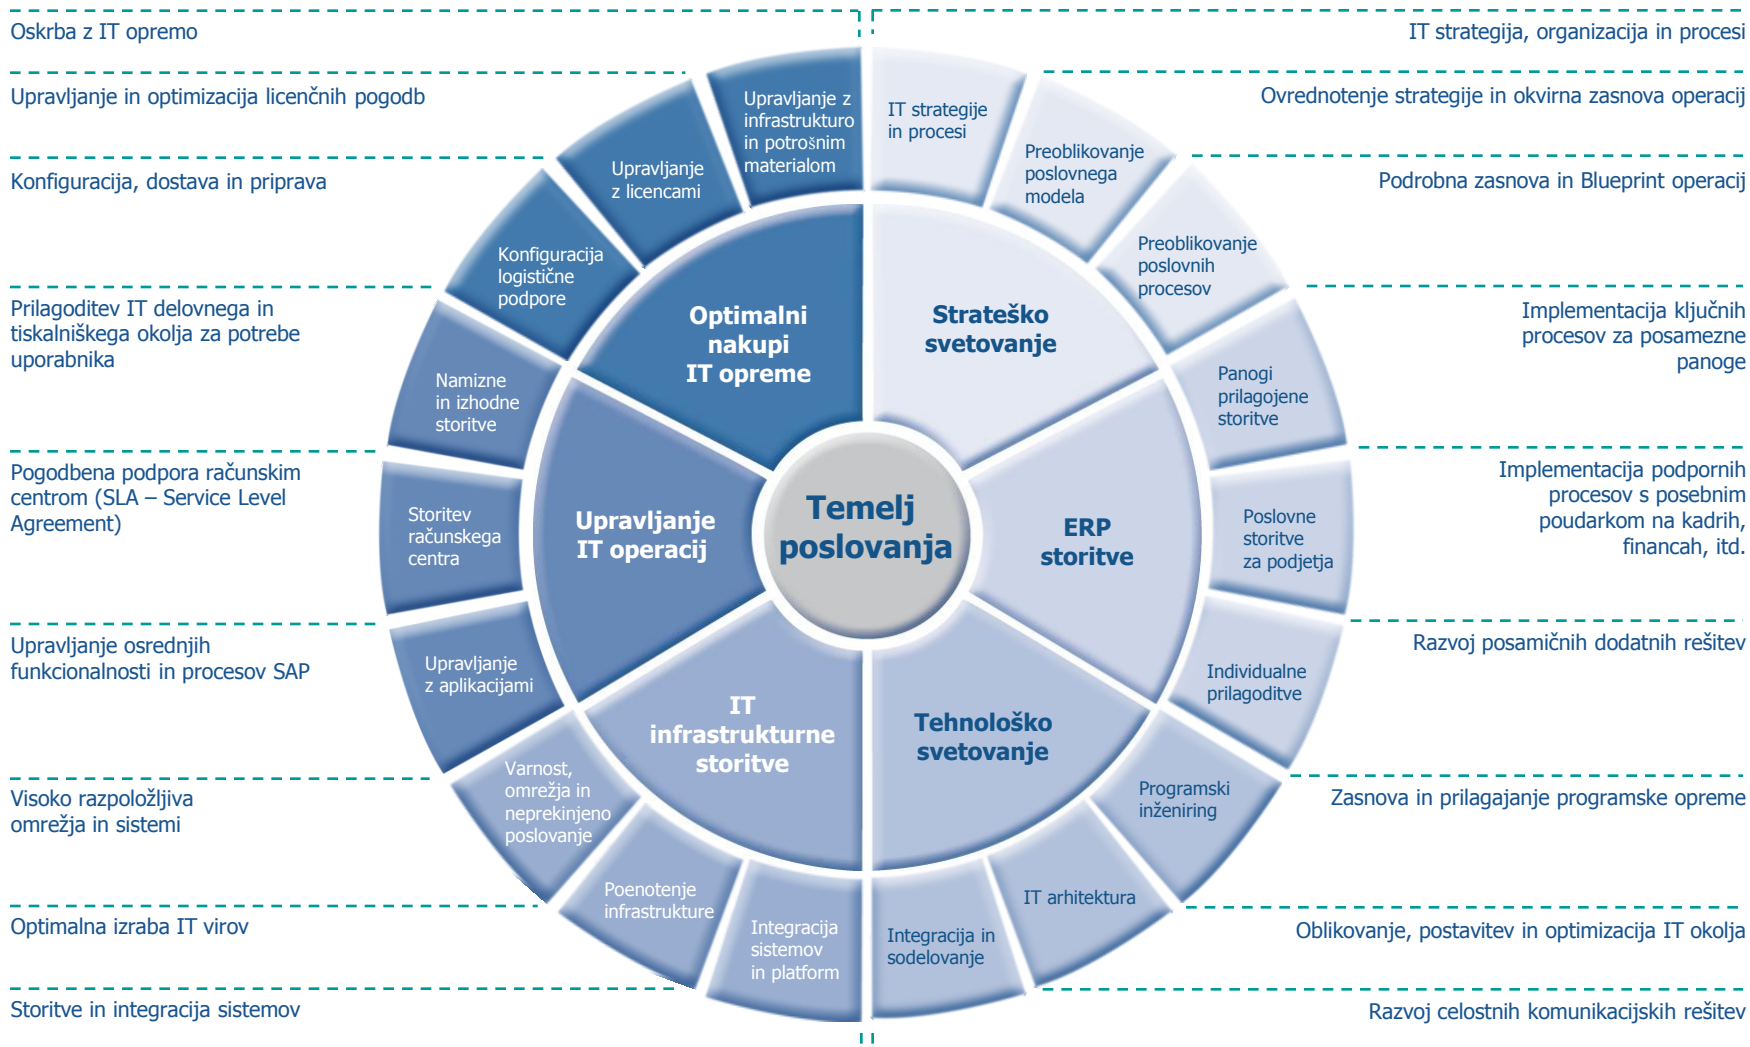 Oskrba z IT opremo
Upravljanje in optimizacija licenčnih pogodb
Konfiguracija, dostava in priprava
Prilagoditev IT delovnega in
tiskalniškega okolja za potrebe
uporabnika
Pogodbena podpora računskim
centrom (SLA – Service Level
Agreement)
Upravljanje osrednjih
funkcionalnosti in procesov SAP
Visoko razpoložljiva
omrežja in sistemi
Optimalna izraba IT virov
Storitve in integracija sistemov
Upravljanje z
infrastrukturo
in potrošnim
materialom
Upravljanje
z licencami
Konfiguracija
logistične
podpore
Namizne
in izhodne
storitve
Storitev
računskega
centra
Upravljanje
z aplikacijami
Varnost,
omrežja in
neprekinjeno
poslovanje
Poenotenje
infrastrukture
Integracija
sistemov
in platform
Optimalni
nakupi
IT opreme
Upravljanje
IT operacij
IT
infrastrukturne
storitve
Temelj
poslovanja
Strateško
svetovanje
ERP
storitve
Tehnološko
svetovanje
IT strategije
in procesi
Preoblikovanje
poslovnega
modela
Preoblikovanje
poslovnih
procesov
Panogi
prilagojene
storitve
Poslovne
storitve
za podjetja
Individualne
prilagoditve
Programski
inženiring
IT arhitektura
Integracija in
sodelovanje
IT strategija, organizacija in procesi
Ovrednotenje strategije in okvirna zasnova operacij
Podrobna zasnova in Blueprint operacij
Implementacija ključnih
procesov za posamezne
panoge
Implementacija podpornih
procesov s posebnim
poudarkom na kadrih,
financah, itd.
Razvoj posamičnih dodatnih rešitev
Zasnova in prilagajanje programske opreme
Oblikovanje, postavitev in optimizacija IT okolja
Razvoj celostnih komunikacijskih rešitev